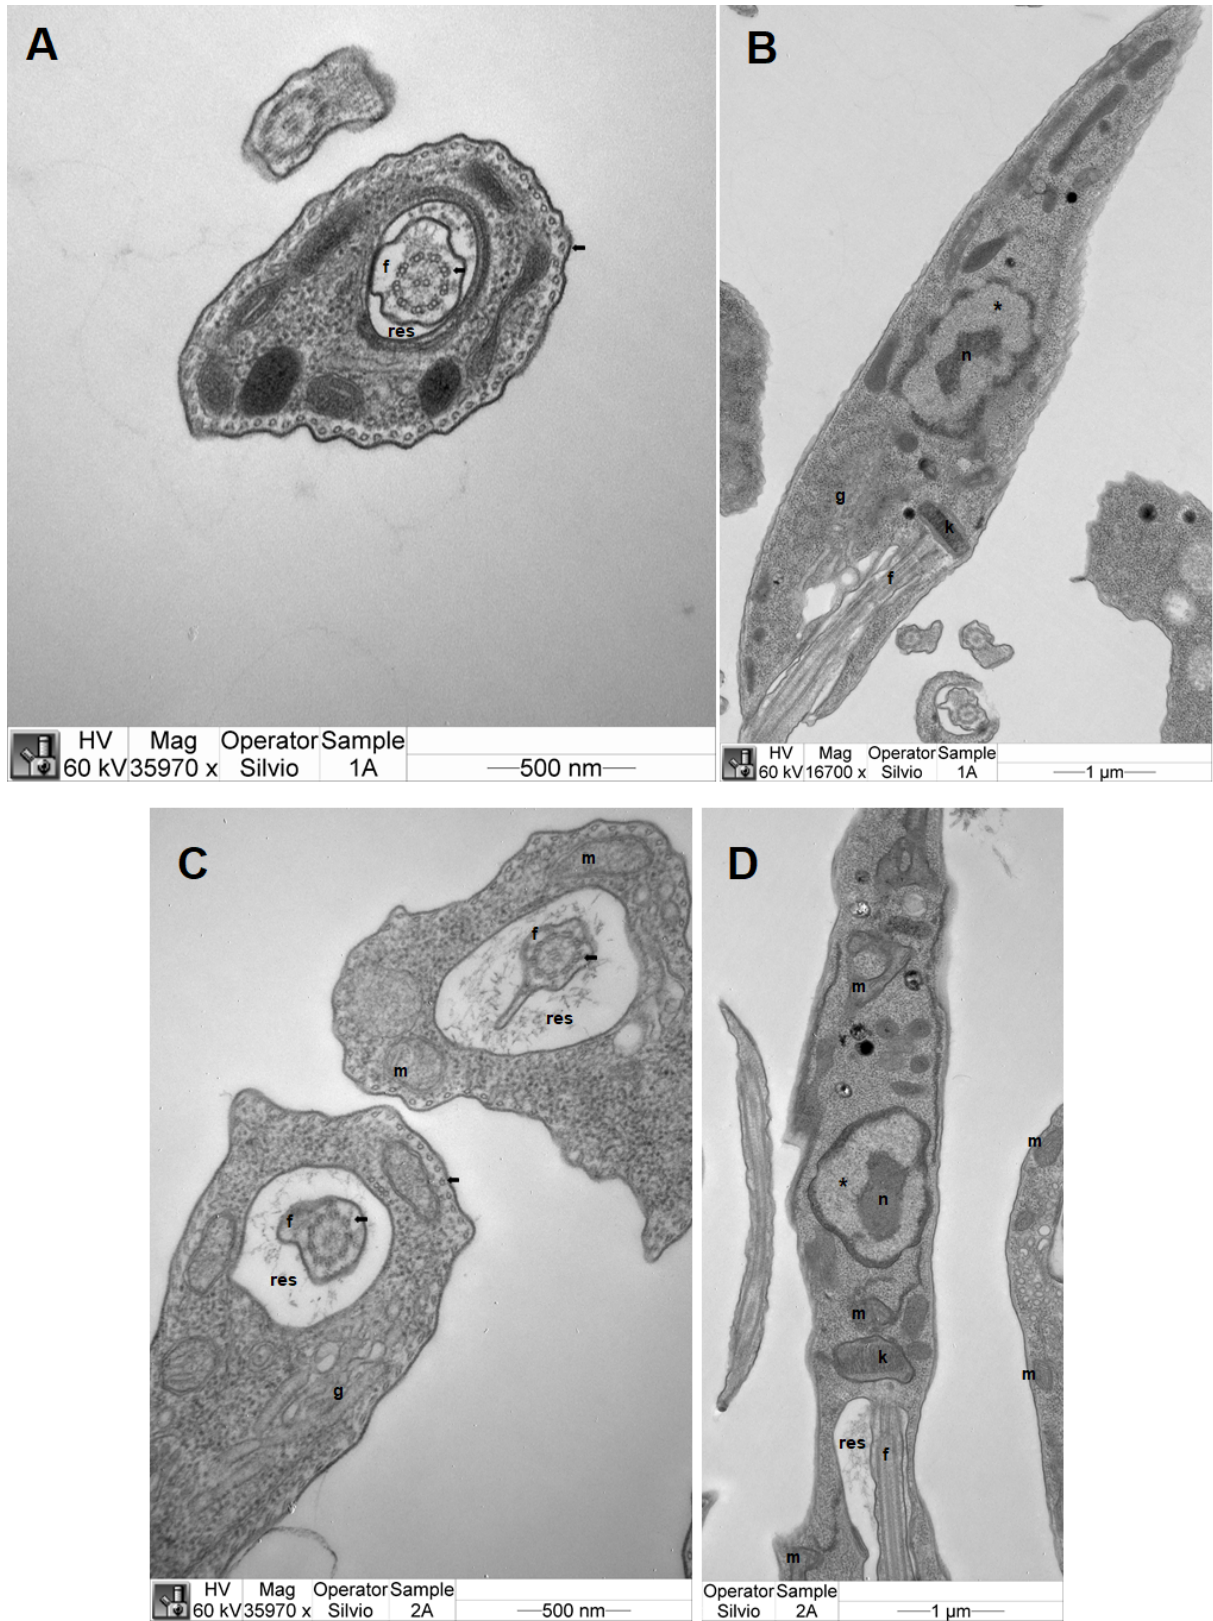 A
f
res
HV Mag Operator Sample
60 kV 35970 x Silvio 1A 500 nm
B
*
n
g
k
f
HV Mag Operator Sample
60 kV 16700 x Silvio 1A 1 µm
C
m
f
res
m
f
res
g
HV Mag Operator Sample
60 kV 35970 x Silvio 2A 500 nm
D
m
m
*
n
m
k
m
res
f
m
Operator Sample
Silvio 2A 1 µm